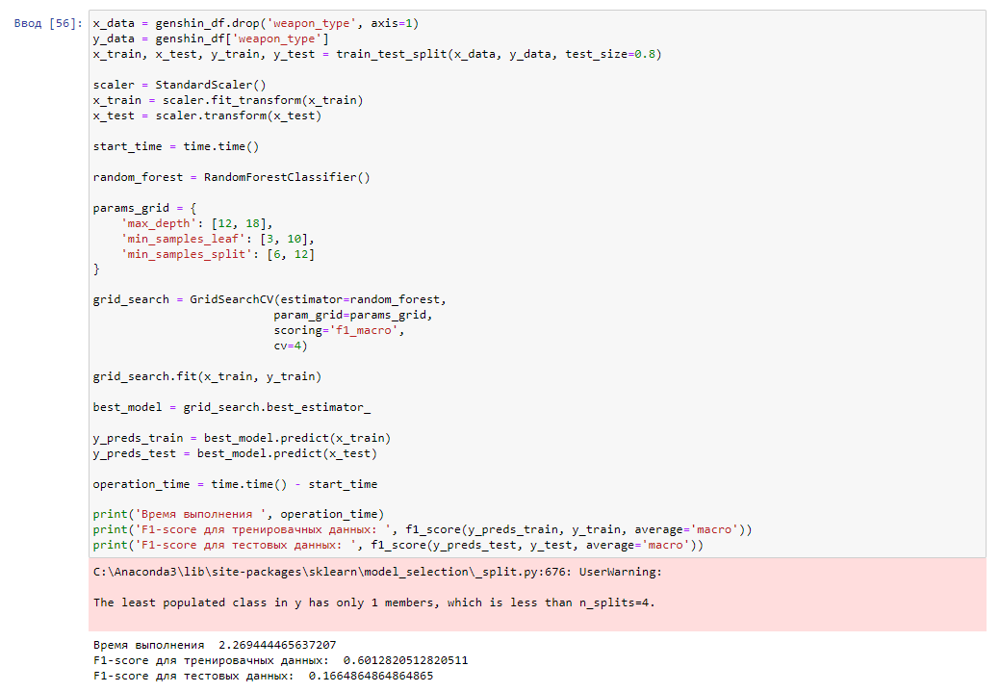 Ввод [56]: x_data = genshin_df.drop('weapon_type', axis=1)
y_data = genshin_df['weapon_type']
x_train, x_test, y_train, y_test = train_test_split(x_data, y_data, test_size=0.8)

scaler = StandardScaler()
x_train = scaler.fit_transform(x_train)
x_test = scaler.transform(x_test)

start_time = time.time()

random_forest = RandomForestClassifier()

params_grid = {
    'max_depth': [12, 18],
    'min_samples_leaf': [3, 10],
    'min_samples_split': [6, 12]
}

grid_search = GridSearchCV(estimator=random_forest,
                          param_grid=params_grid,
                          scoring='f1_macro',
                          cv=4)

grid_search.fit(x_train, y_train)

best_model = grid_search.best_estimator_

y_preds_train = best_model.predict(x_train)
y_preds_test = best_model.predict(x_test)

operation_time = time.time() - start_time

print('Время выполнения ', operation_time)
print('F1-score для тренировачных данных: ', f1_score(y_preds_train, y_train, average='macro'))
print('F1-score для тестовых данных: ', f1_score(y_preds_test, y_test, average='macro'))
C:\Anaconda3\lib\site-packages\sklearn\model_selection\_split.py:676: UserWarning:

The least populated class in y has only 1 members, which is less than n_splits=4.

Время выполнения  2.269444465637207
F1-score для тренировачных данных:  0.6012820512820511
F1-score для тестовых данных:  0.1664864864864865